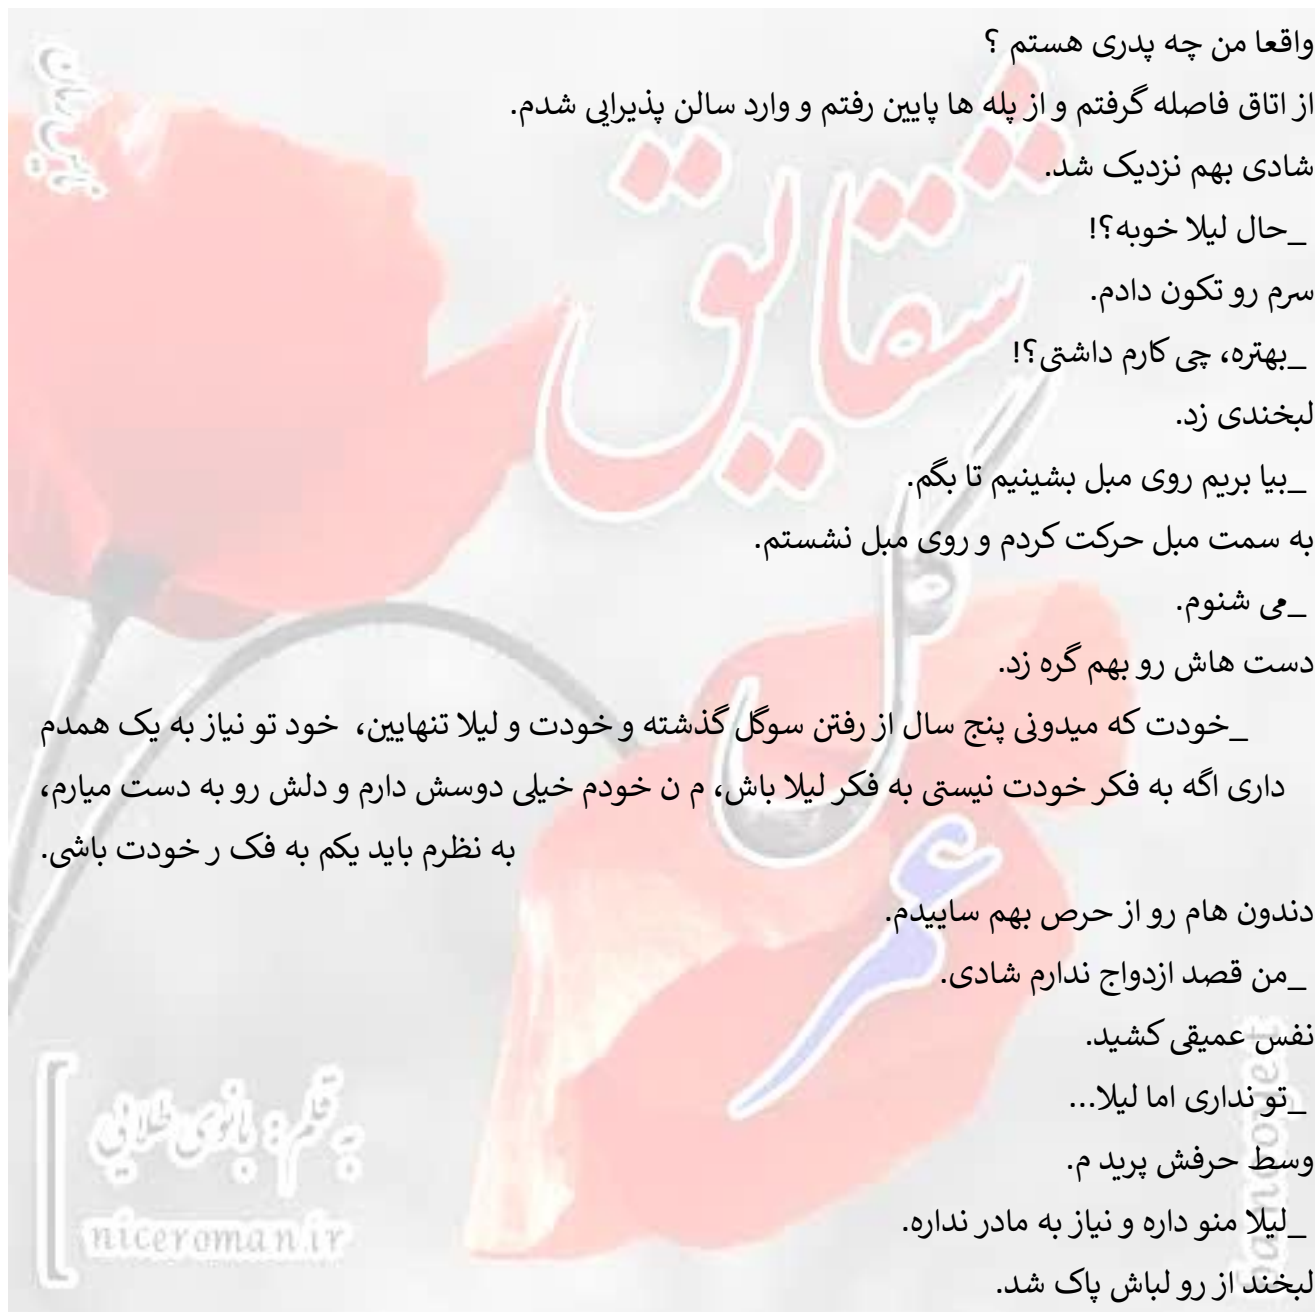 واقعا من چه پدری هستم ؟
از اتاق فاصله گرفتم و از پله ها پایین رفتم و وارد سالن پذیرایی شدم.
شادی بهم نزدیک شد.
_حال لیلا خوبه؟!
سرم رو تکون دادم.
_بهتره، چی کارم داشتی؟!
لبخندی زد.
_بیا بریم روی مبل بشینیم تا بگم.
به سمت مبل حرکت کردم و روی مبل نشستم.
_می شنوم.
دست هاش رو بهم گره زد.
_خودت که میدونی پنج سال از رفتن سوگل گذشته و خودت و لیلا تنهایین، خود تو نیاز به یک همدم
داری اگه به فکر خودت نیستی به فکر لیلا باش، م ن خودم خیلی دوسش دارم و دلش رو به دست میارم،
به نظرم باید یکم به فک ر خودت باشی.
دندون هام رو از حرص بهم ساییدم.
_من قصد ازدواج ندارم شادی.
نفس عمیقی کشید.
_تو نداری اما لیلا...
وسط حرفش پرید م.
_لیلا منو داره و نیاز به مادر نداره.
لبخند از رو لباش پاک شد.
شقایق
گل
عمر
به قلم: بانوی طلایی
niceroman.ir